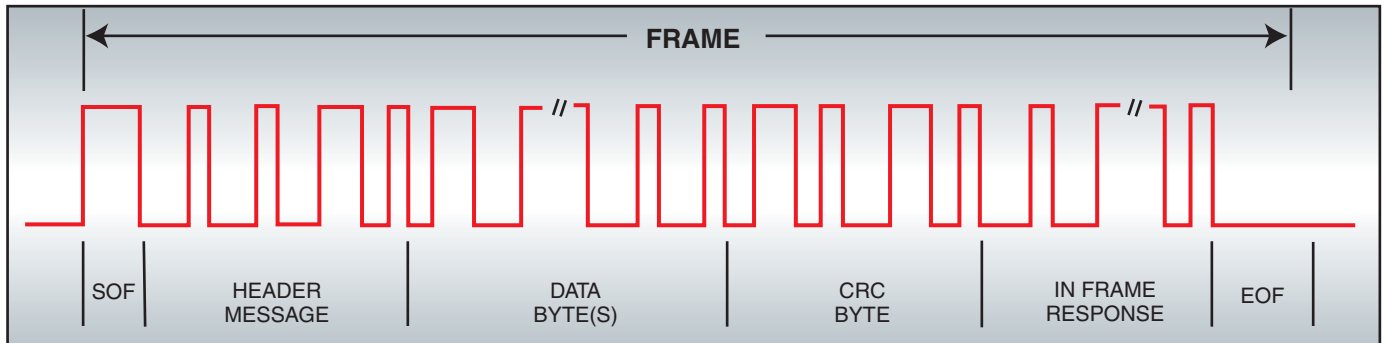 FRAME
SOF
HEADER
MESSAGE
DATA
BYTE(S)
CRC
BYTE
IN FRAME
RESPONSE
EOF